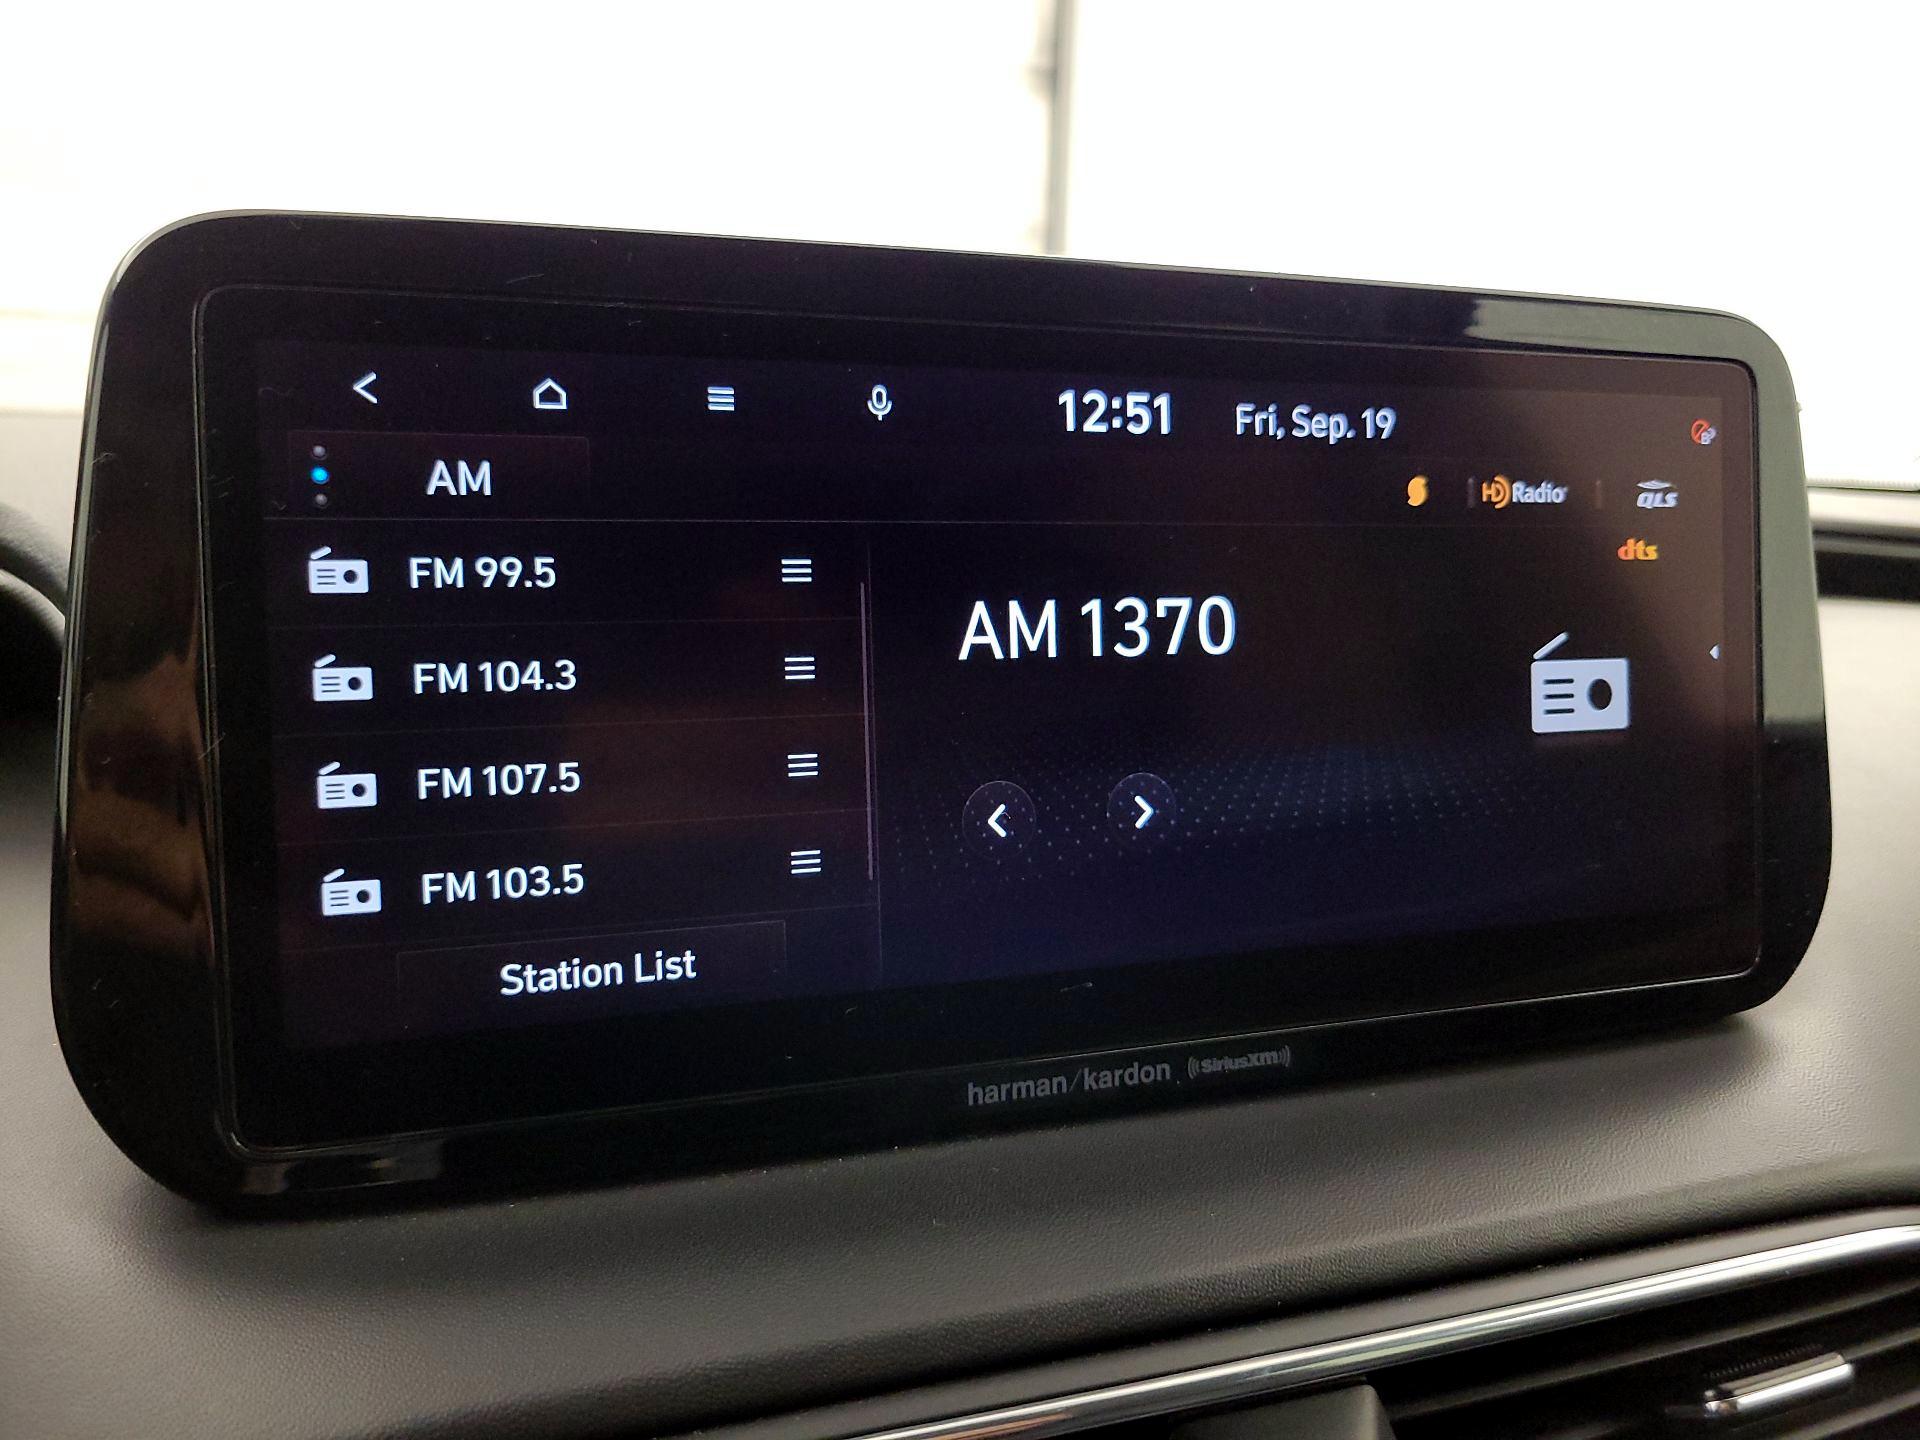 12:51 Fri, Sep. 19
AM
HD Radio
QLS
dts
FM 99.5
FM 104.3
FM 107.5
FM 103.5
Station List
AM 1370
harman/kardon ((SiriusXM))